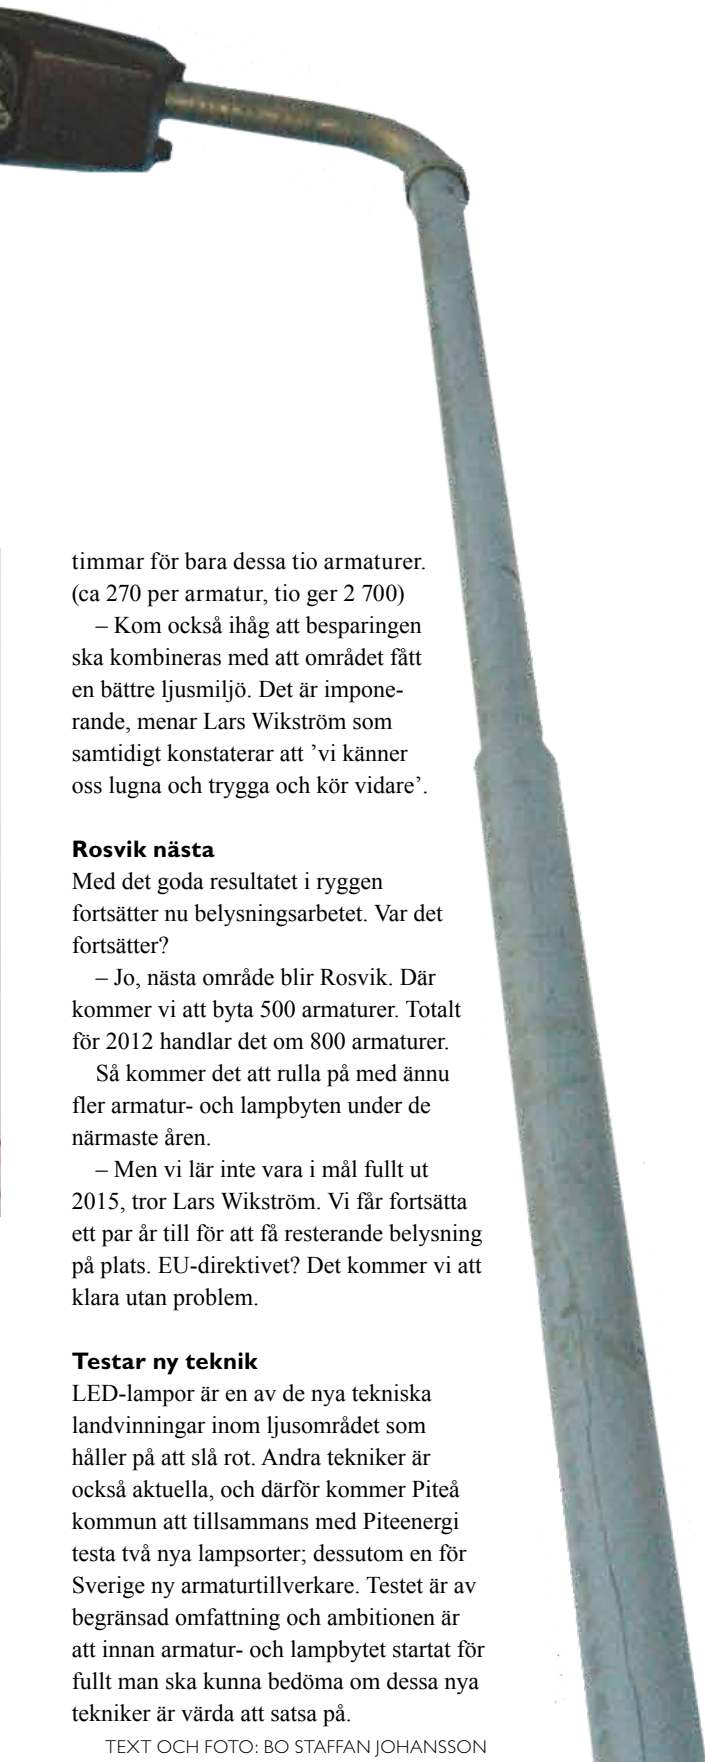 timmar för bara dessa tio armaturer.
(ca 270 per armatur, tio ger 2 700)
– Kom också ihåg att besparingen
ska kombineras med att området fått
en bättre ljusmiljö. Det är impone-
rande, menar Lars Wikström som
samtidigt konstaterar att ’vi känner
oss lugna och trygga och kör vidare’.
Rosvik nästa
Med det goda resultatet i ryggen
fortsätter nu belysningsarbetet. Var det
fortsätter?
– Jo, nästa område blir Rosvik. Där
kommer vi att byta 500 armaturer. Totalt
för 2012 handlar det om 800 armaturer.
Så kommer det att rulla på med ännu
fler armatur- och lampbyten under de
närmaste åren.
– Men vi lär inte vara i mål fullt ut
2015, tror Lars Wikström. Vi får fortsätta
ett par år till för att få resterande belysning
på plats. EU-direktivet? Det kommer vi att
klara utan problem.
Testar ny teknik
LED-lampor är en av de nya tekniska
landvinningar inom ljusområdet som
håller på att slå rot. Andra tekniker är
också aktuella, och därför kommer Piteå
kommun att tillsammans med Piteenergi
testa två nya lampsorter; dessutom en för
Sverige ny armaturtillverkare. Testet är av
begränsad omfattning och ambitionen är
att innan armatur- och lampbytet startat för
fullt man ska kunna bedöma om dessa nya
tekniker är värda att satsa på.
TEXT OCH FOTO: BO STAFFAN JOHANSSON